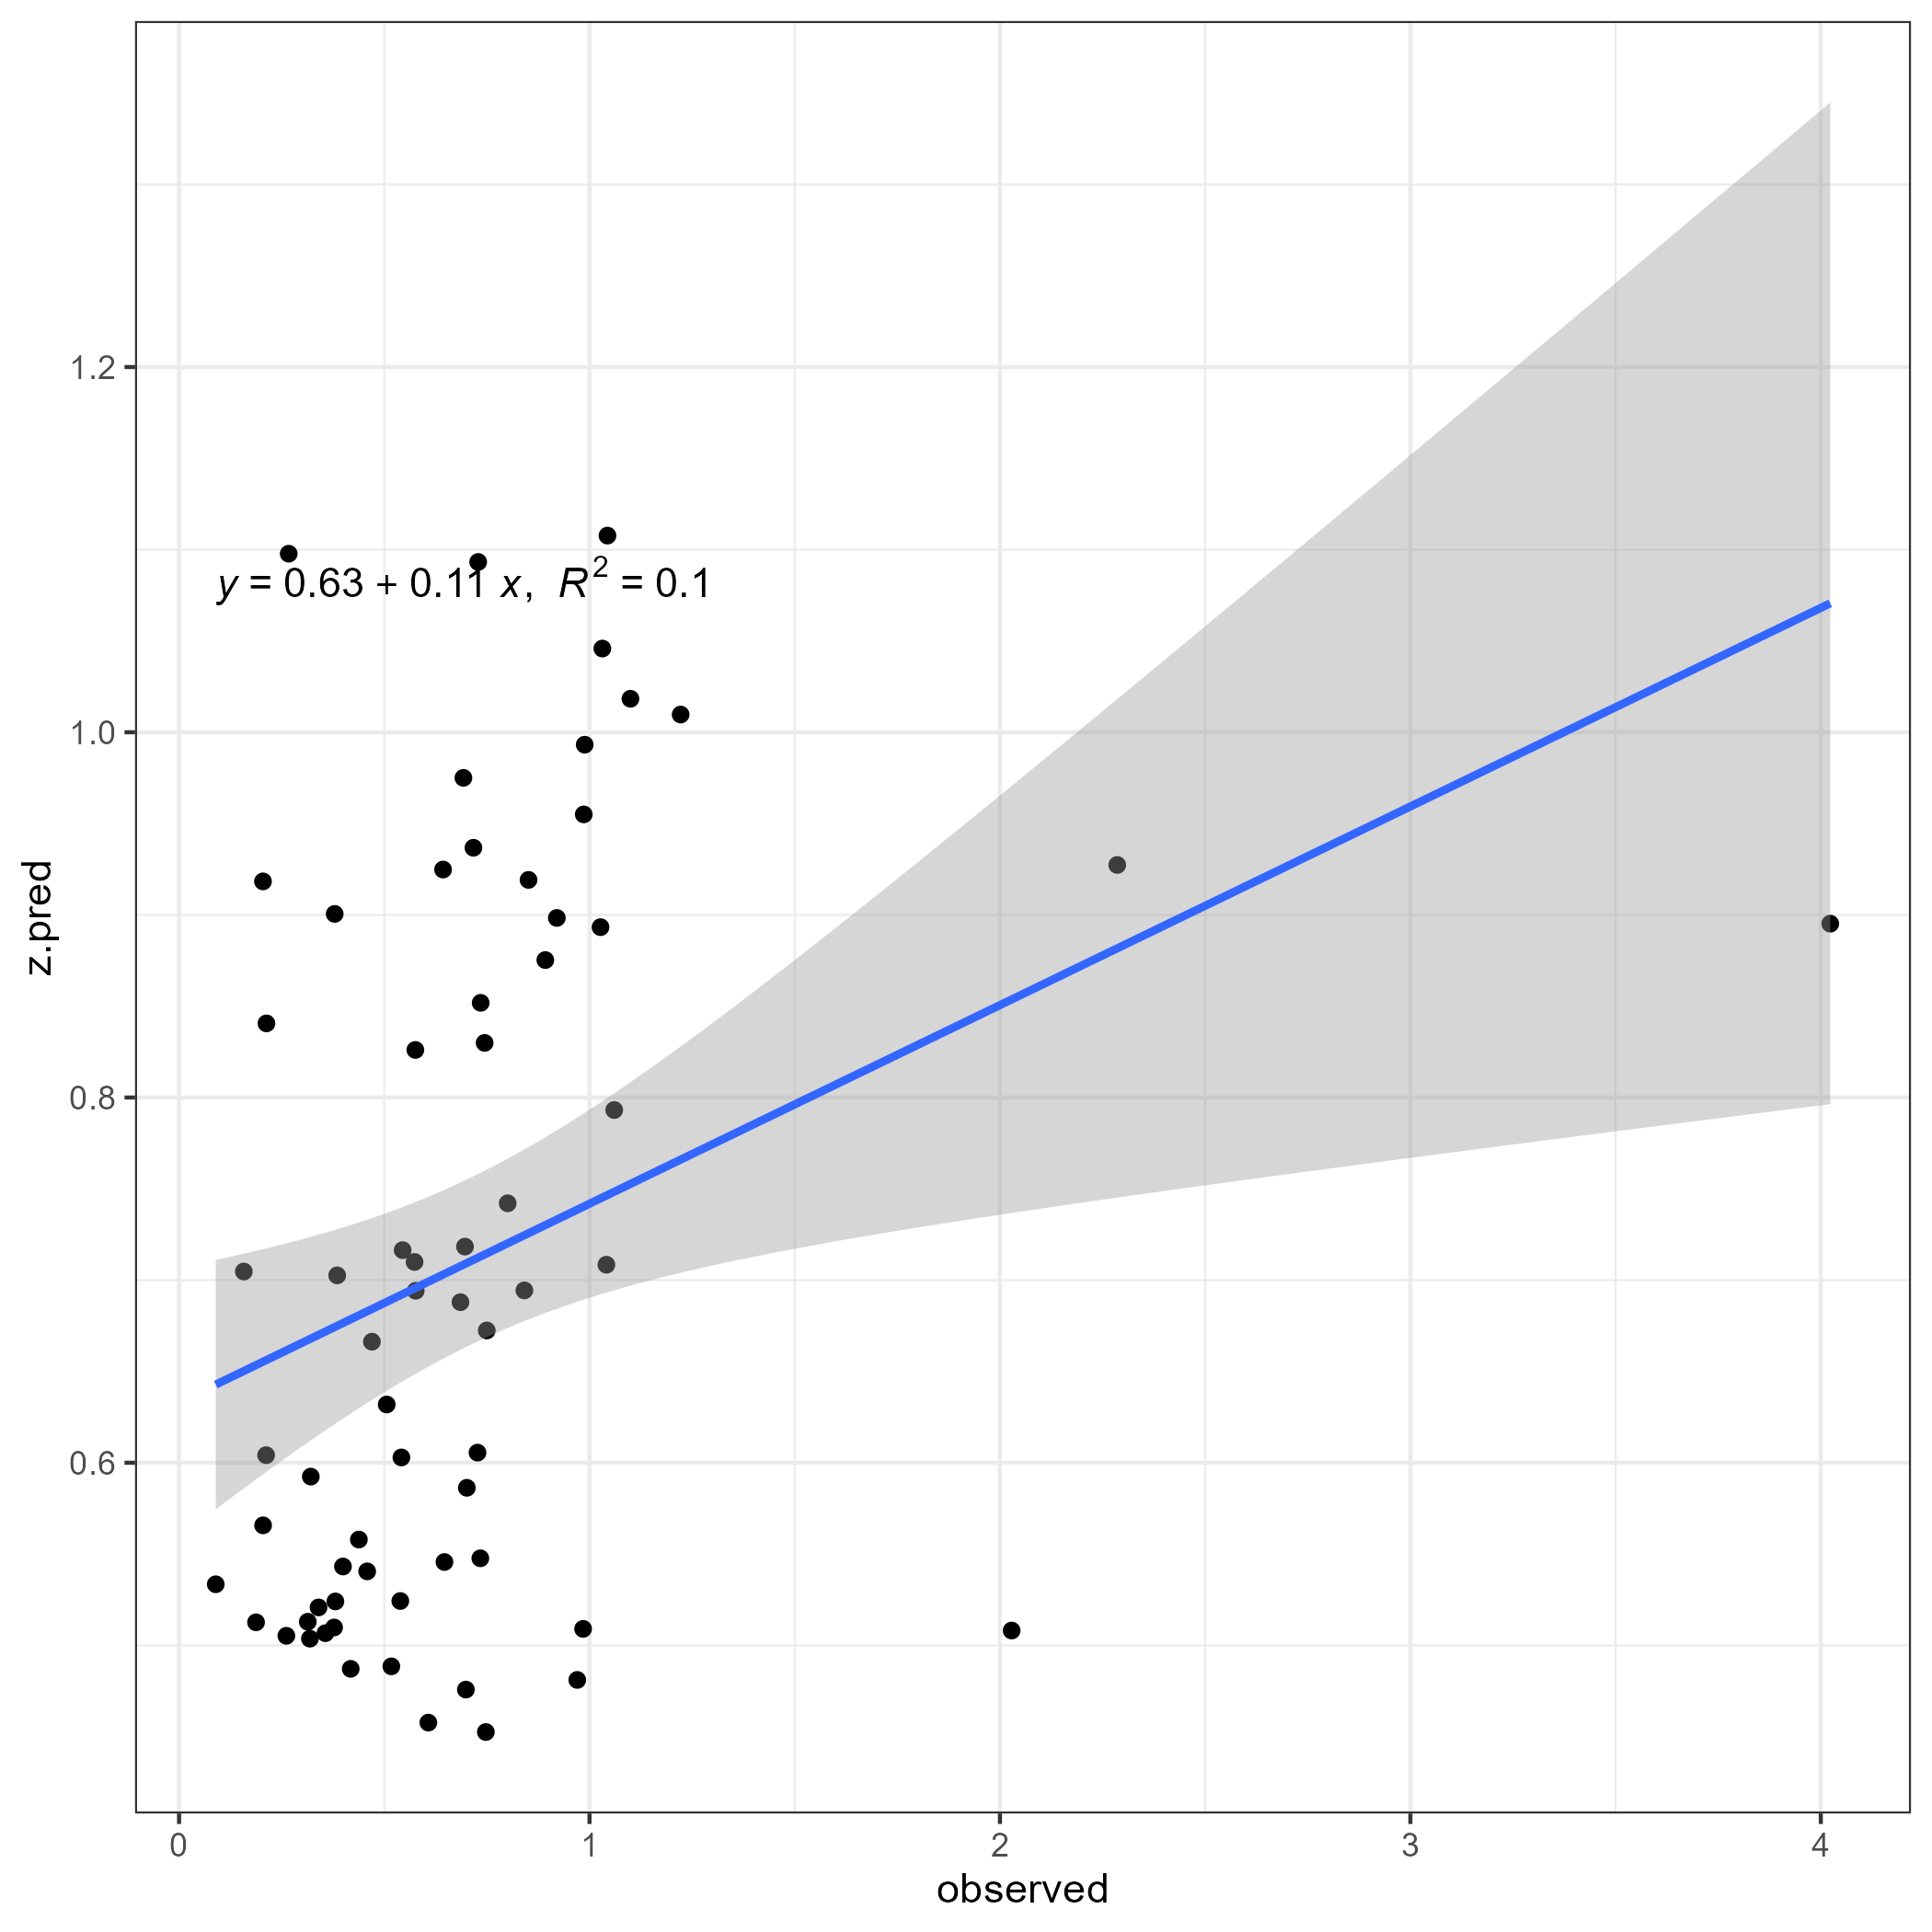 y = 0.63 + 0.11 x, R² = 0.1
1.2
1.0
0.8
0.6
z.pred
0 1 2 3 4
observed